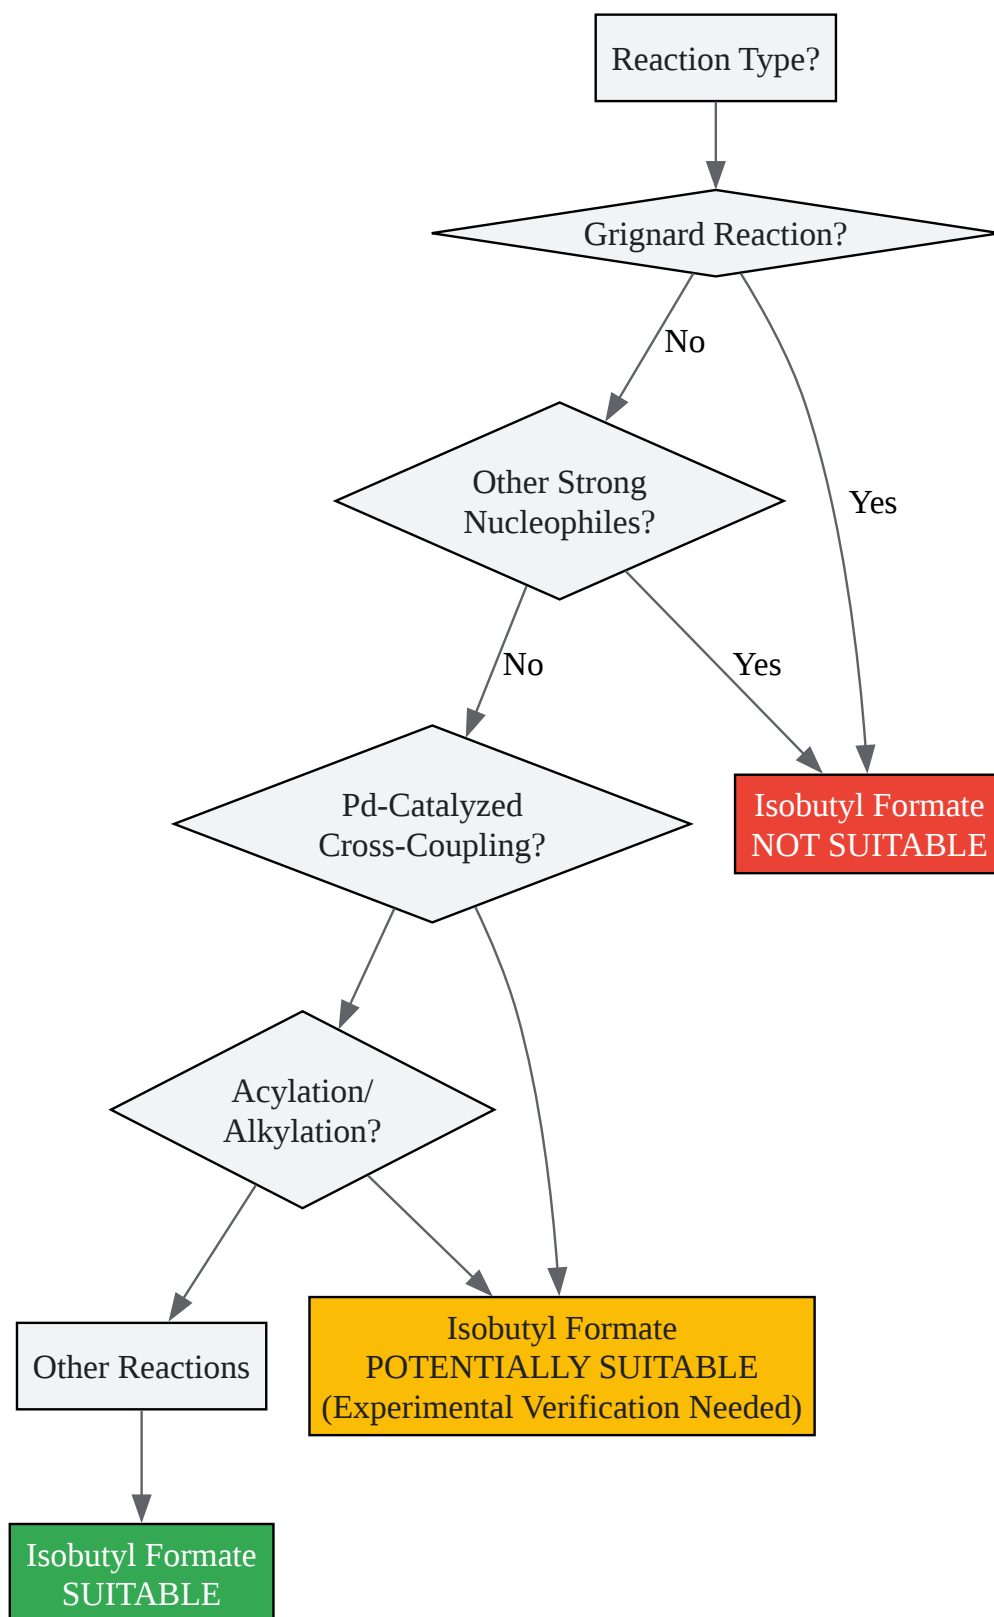 Reaction Type?
Grignard Reaction?
No
Other Strong
Nucleophiles?
Yes
No
Yes
Pd-Catalyzed
Cross-Coupling?
Isobutyl Formate
NOT SUITABLE
Acylation/
Alkylation?
Other Reactions
Isobutyl Formate
POTENTIALLY SUITABLE
(Experimental Verification Needed)
Isobutyl Formate
SUITABLE